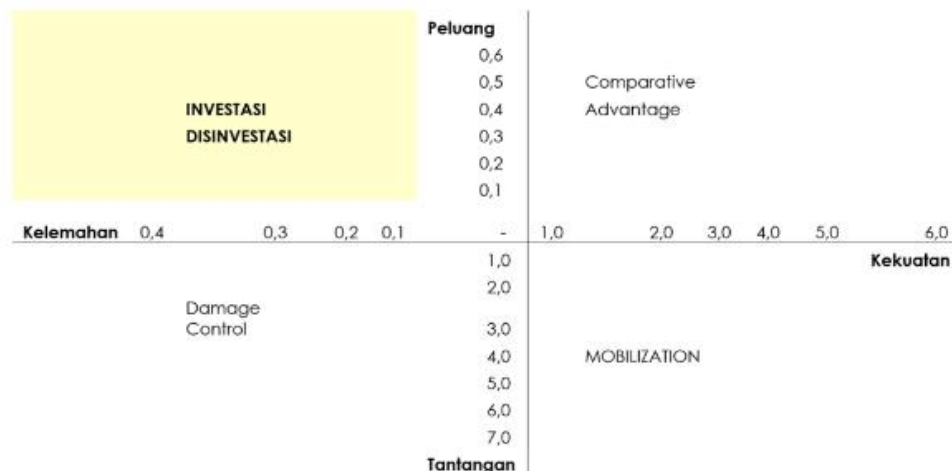 Peluang
0,6
0,5 Comparative
INVESTASI 0,4 Advantage
DISINVESTASI 0,3
0,2
0,1
Kelemahan 0,4 0,3 0,2 0,1 - 1,0 2,0 3,0 4,0 5,0 6,0
1,0 Kekuatan
2,0
Damage
Control 3,0
4,0 MOBILIZATION
5,0
6,0
7,0
Tantangan